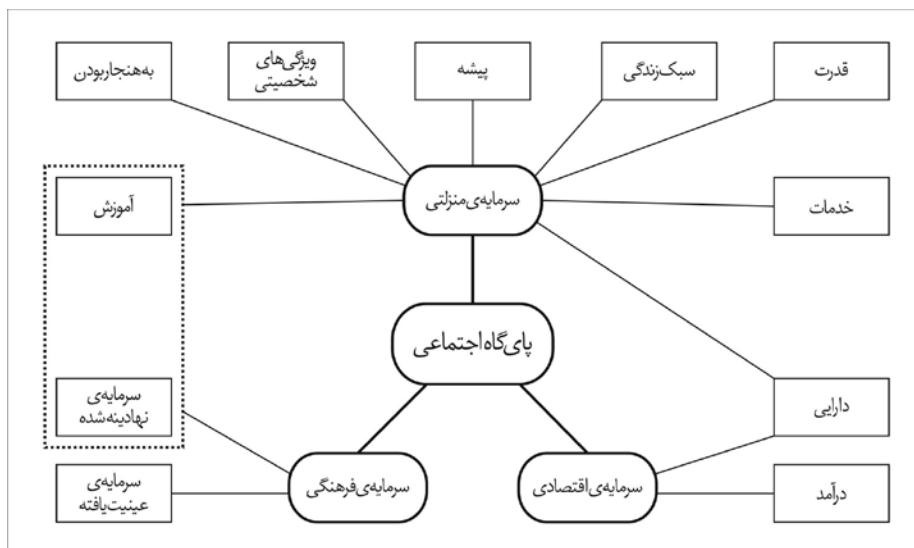 قدرت
سبک‌زندگی
پیشه
ویژگی‌های
شخصیتی
به‌هنجاربودن
سرمایه‌ی‌منزلتی
آموزش
خدمات
پای‌گاه‌اجتماعی
سرمایه‌ی
نهادینه‌شده
دارایی
سرمایه‌ی‌اقتصادی
سرمایه‌ی‌فرهنگی
سرمایه‌ی
عینیت‌یافته
درآمد